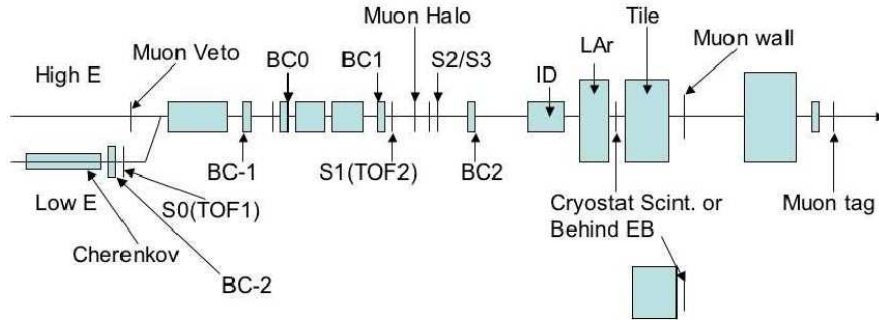 Muon Halo
Tile
Muon Veto
BC0
BC1
S2/S3
LAr
Muon wall
High E
ID
BC-1
S1(TOF2)
BC2
Low E
S0(TOF1)
Cryostat Scint. or
Behind EB
Muon tag
Cherenkov
BC-2